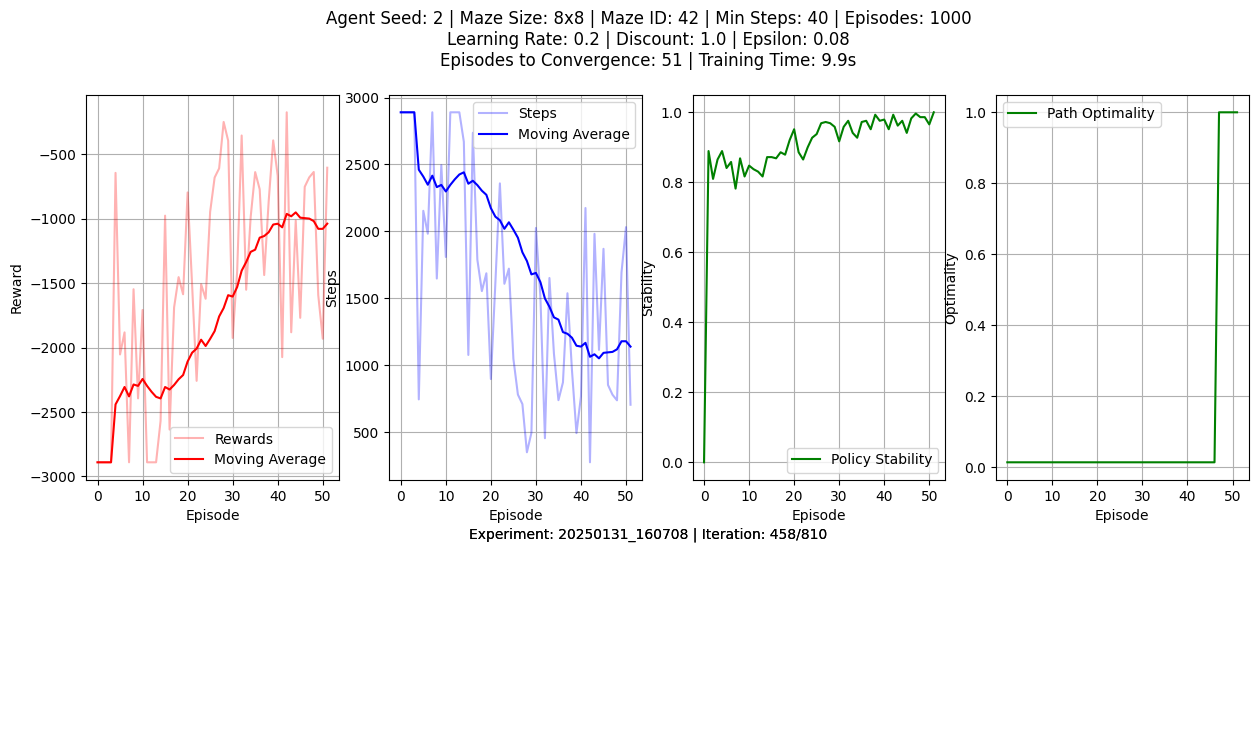 Agent Seed: 2 | Maze Size: 8x8 | Maze ID: 42 | Min Steps: 40 | Episodes: 1000
Learning Rate: 0.2 | Discount: 1.0 | Epsilon: 0.08
Episodes to Convergence: 51 | Training Time: 9.9s
Reward
−500
−1000
−1500
−2000
−2500
−3000
Rewards
Moving Average
0 10 20 30 40 50
Episode
Steps
3000
2500
2000
1500
1000
500
Steps
Moving Average
0 10 20 30 40 50
Episode
Stability
1.0
0.8
0.6
0.4
0.2
0.0
Policy Stability
0 10 20 30 40 50
Episode
Optimality
1.0
0.8
0.6
0.4
0.2
0.0
Path Optimality
0 10 20 30 40 50
Episode
Experiment: 20250131_160708 | Iteration: 458/810